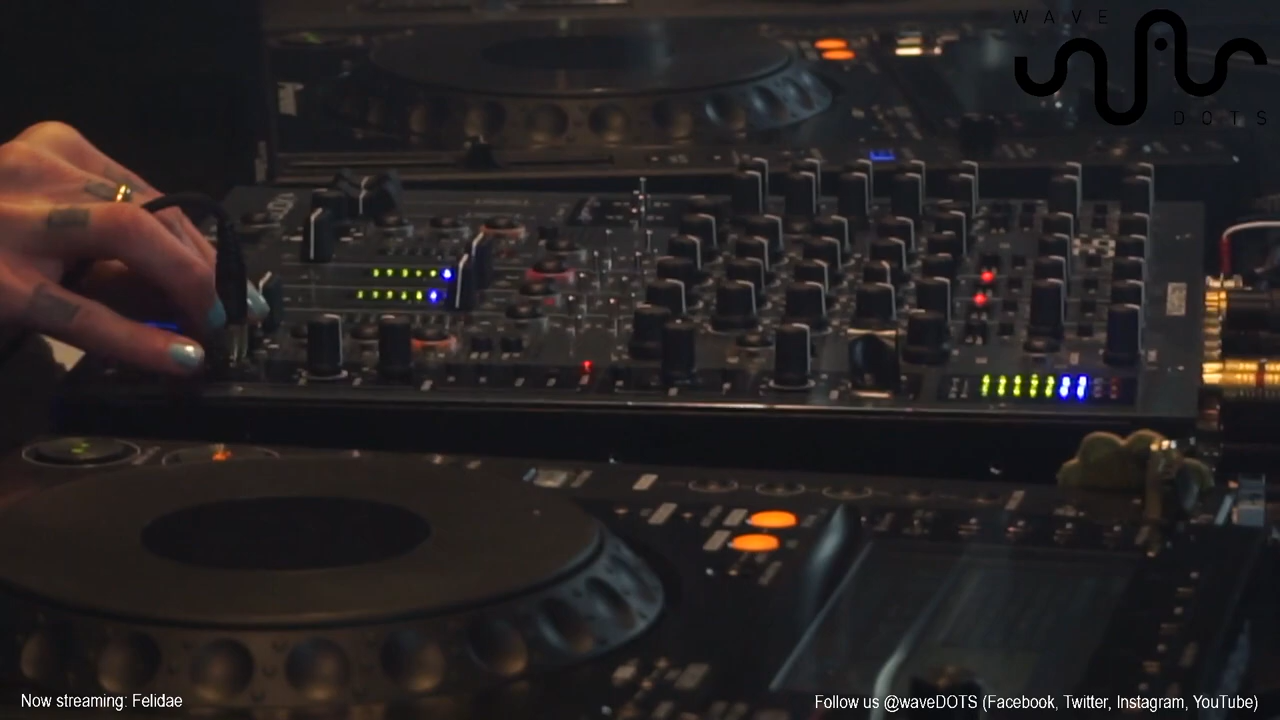 WAVE
DOTS
Now streaming: Felidae
Follow us @waveDOTS (Facebook, Twitter, Instagram, YouTube)